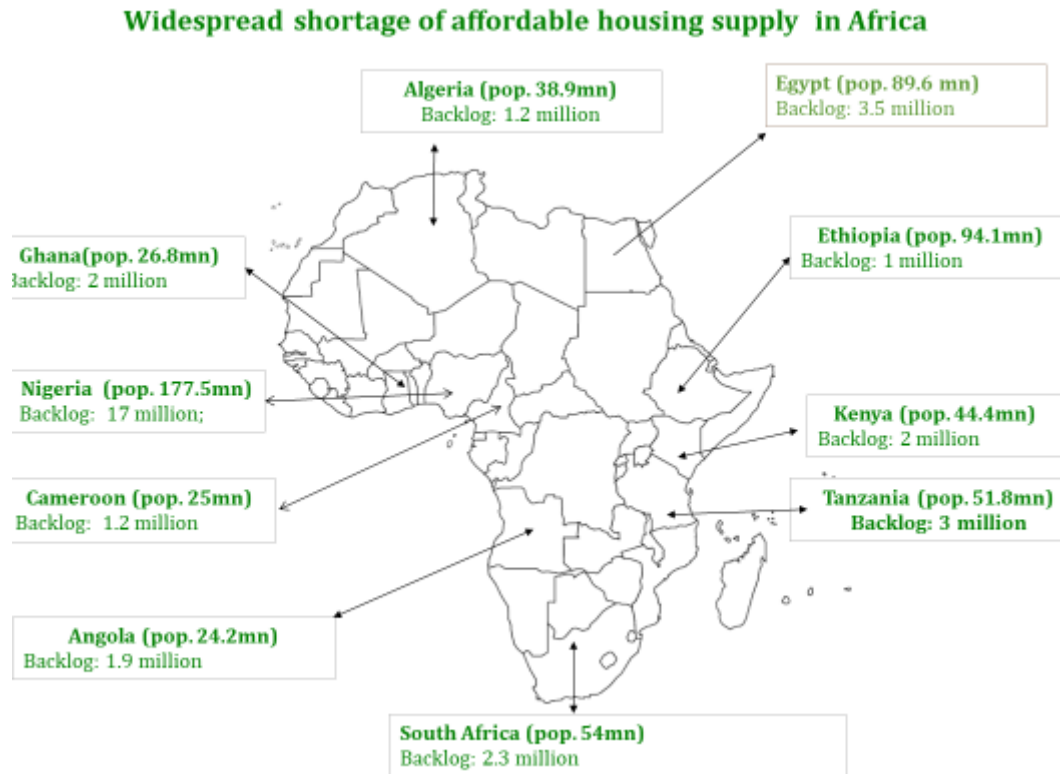 Widespread shortage of affordable housing supply in Africa
Algeria (pop. 38.9mn)
Backlog: 1.2 million
Egypt (pop. 89.6 mn)
Backlog: 3.5 million
Ghana(pop. 26.8mn)
Backlog: 2 million
Ethiopia (pop. 94.1mn)
Backlog: 1 million
Nigeria (pop. 177.5mn)
Backlog: 17 million;
Kenya (pop. 44.4mn)
Backlog: 2 million
Cameroon (pop. 25mn)
Backlog: 1.2 million
Tanzania (pop. 51.8mn)
Backlog: 3 million
Angola (pop. 24.2mn)
Backlog: 1.9 million
South Africa (pop. 54mn)
Backlog: 2.3 million